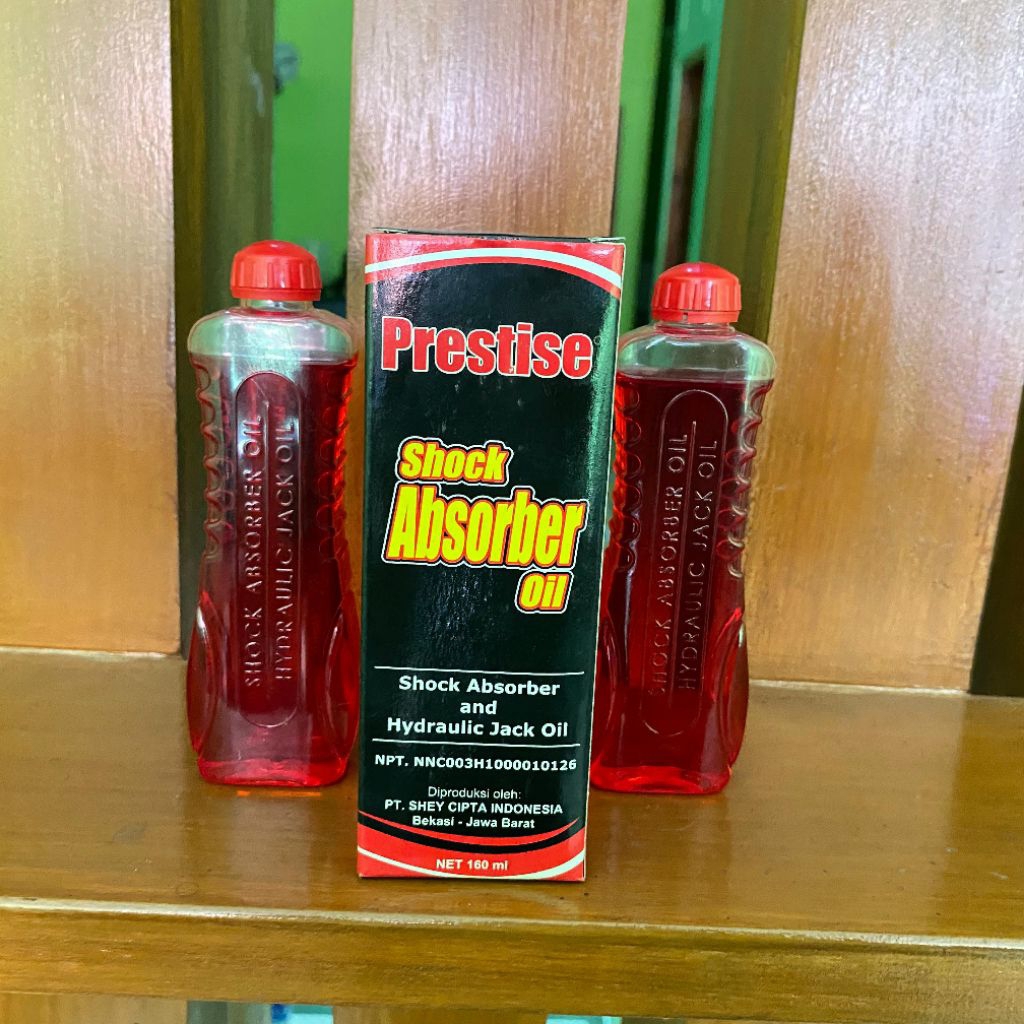 Prestise
Shock
Absorber
Oil
Shock Absorber
and
Hydraulic Jack Oil
NPT. NNC003H1000010126
Diproduksi oleh:
PT. SHEY CIPTA INDONESIA
Bekasi - Jawa Barat
NET 160 ml
SHOCK ABSORBER OIL
HYDRAULIC JACK OIL
SHOCK ABSORBER OIL
HYDRAULIC JACK OIL